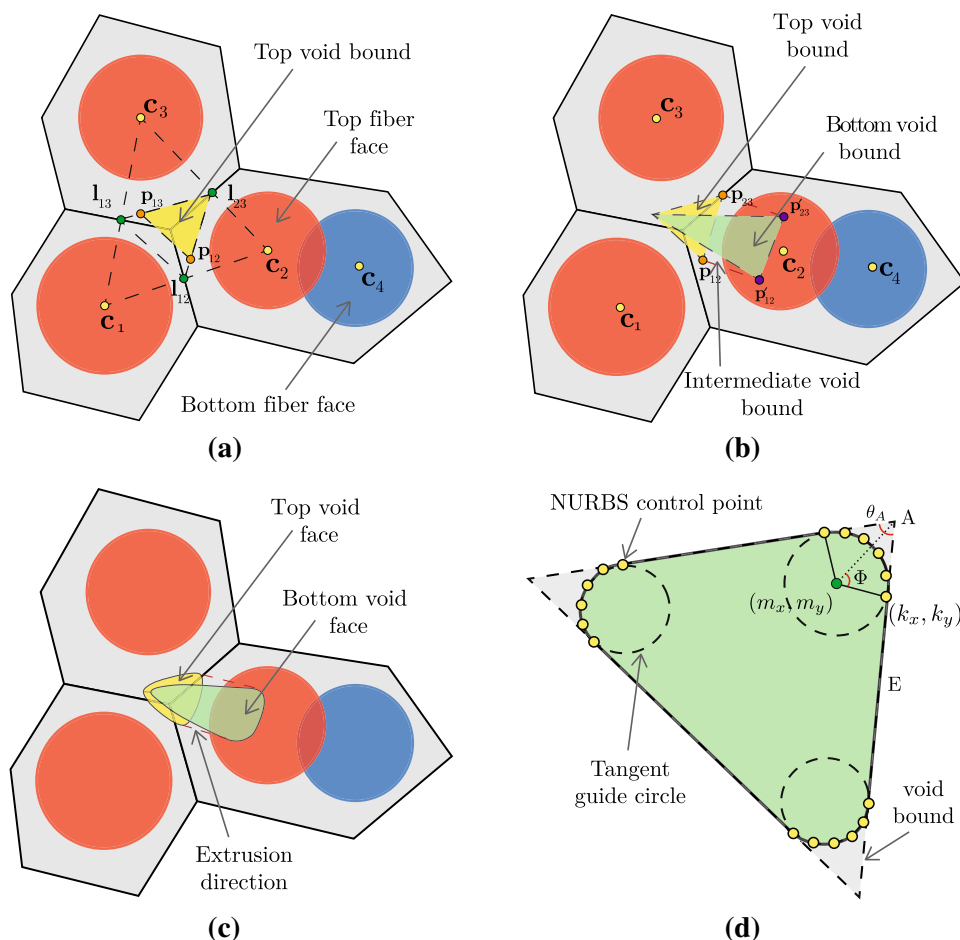 Top void bound
c3
Top fiber
face
l13
p13
l23
p12
c2
l12
c4
c1
Bottom fiber face
(a)
Top void
bound
c3
Bottom void
bound
p23
p′23
p12
c2
p′12
c4
c1
Intermediate void
bound
(b)
Top void
face
Bottom void
face
Extrusion
direction
(c)
NURBS control point
θA
A
Φ
(mx, my)
(kx, ky)
E
Tangent
guide circle
void
bound
(d)